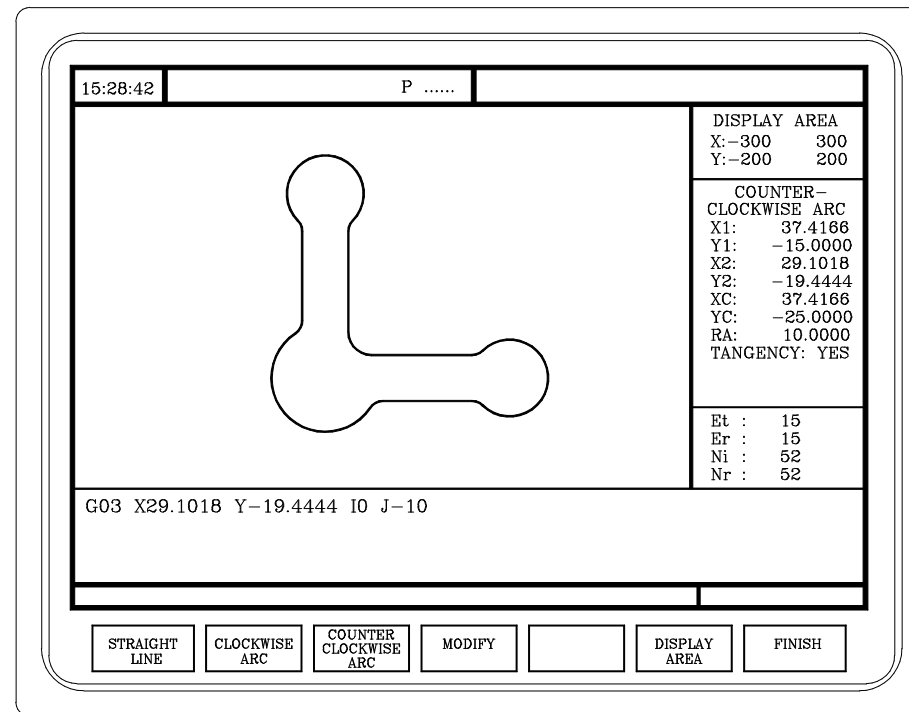 15:28:42
P ......
DISPLAY AREA
X:-300 300
Y:-200 200
COUNTER-
CLOCKWISE ARC
X1: 37.4166
Y1: -15.0000
X2: 29.1018
Y2: -19.4444
XC: 37.4166
YC: -25.0000
RA: 10.0000
TANGENCY: YES
Et : 15
Er : 15
Ni : 52
Nr : 52
G03 X29.1018 Y-19.4444 I0 J-10
STRAIGHT
LINE
CLOCKWISE
ARC
COUNTER
CLOCKWISE
ARC
MODIFY
DISPLAY
AREA
FINISH